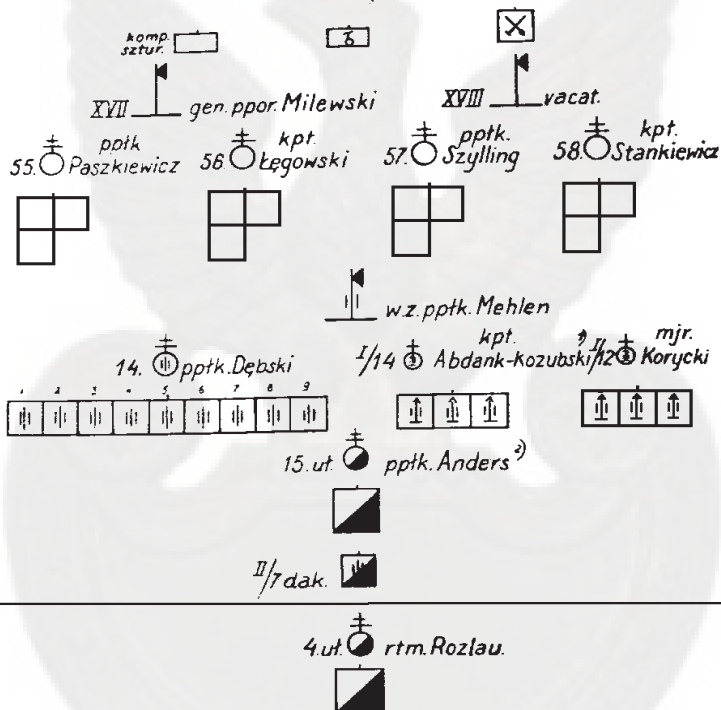 komp.
sztur.
XVII gen. ppor. Milewski
XVIII vacat.
55. ppłk Paszkiewicz
56. kpt Łęgowski
57. ppłk. Szylling
58. kpt. Stankiewicz
w.z. ppłk. Mehlen
14. ppłk. Dębski
I/14 kpt Abdank-Kozubski
II/12 mjr. Korycki
1 2 3 4 5 6 7 8 9
15. uł. ppłk. Anders 2)
II/7 dak.
4. uł. rtm. Rozlau.